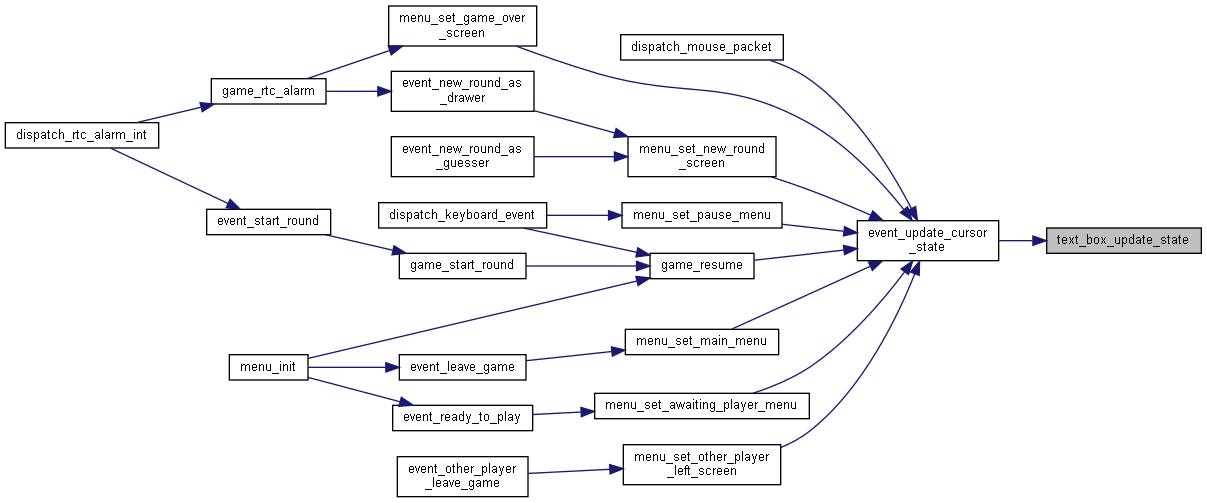 menu_set_game_over
_screen
dispatch_mouse_packet
game_rtc_alarm
event_new_round_as
_drawer
dispatch_rtc_alarm_int
event_new_round_as
_guesser
menu_set_new_round
_screen
event_start_round
dispatch_keyboard_event
menu_set_pause_menu
event_update_cursor
_state
text_box_update_state
game_start_round
game_resume
menu_init
event_leave_game
menu_set_main_menu
event_ready_to_play
menu_set_awaiting_player_menu
event_other_player
_leave_game
menu_set_other_player
_left_screen